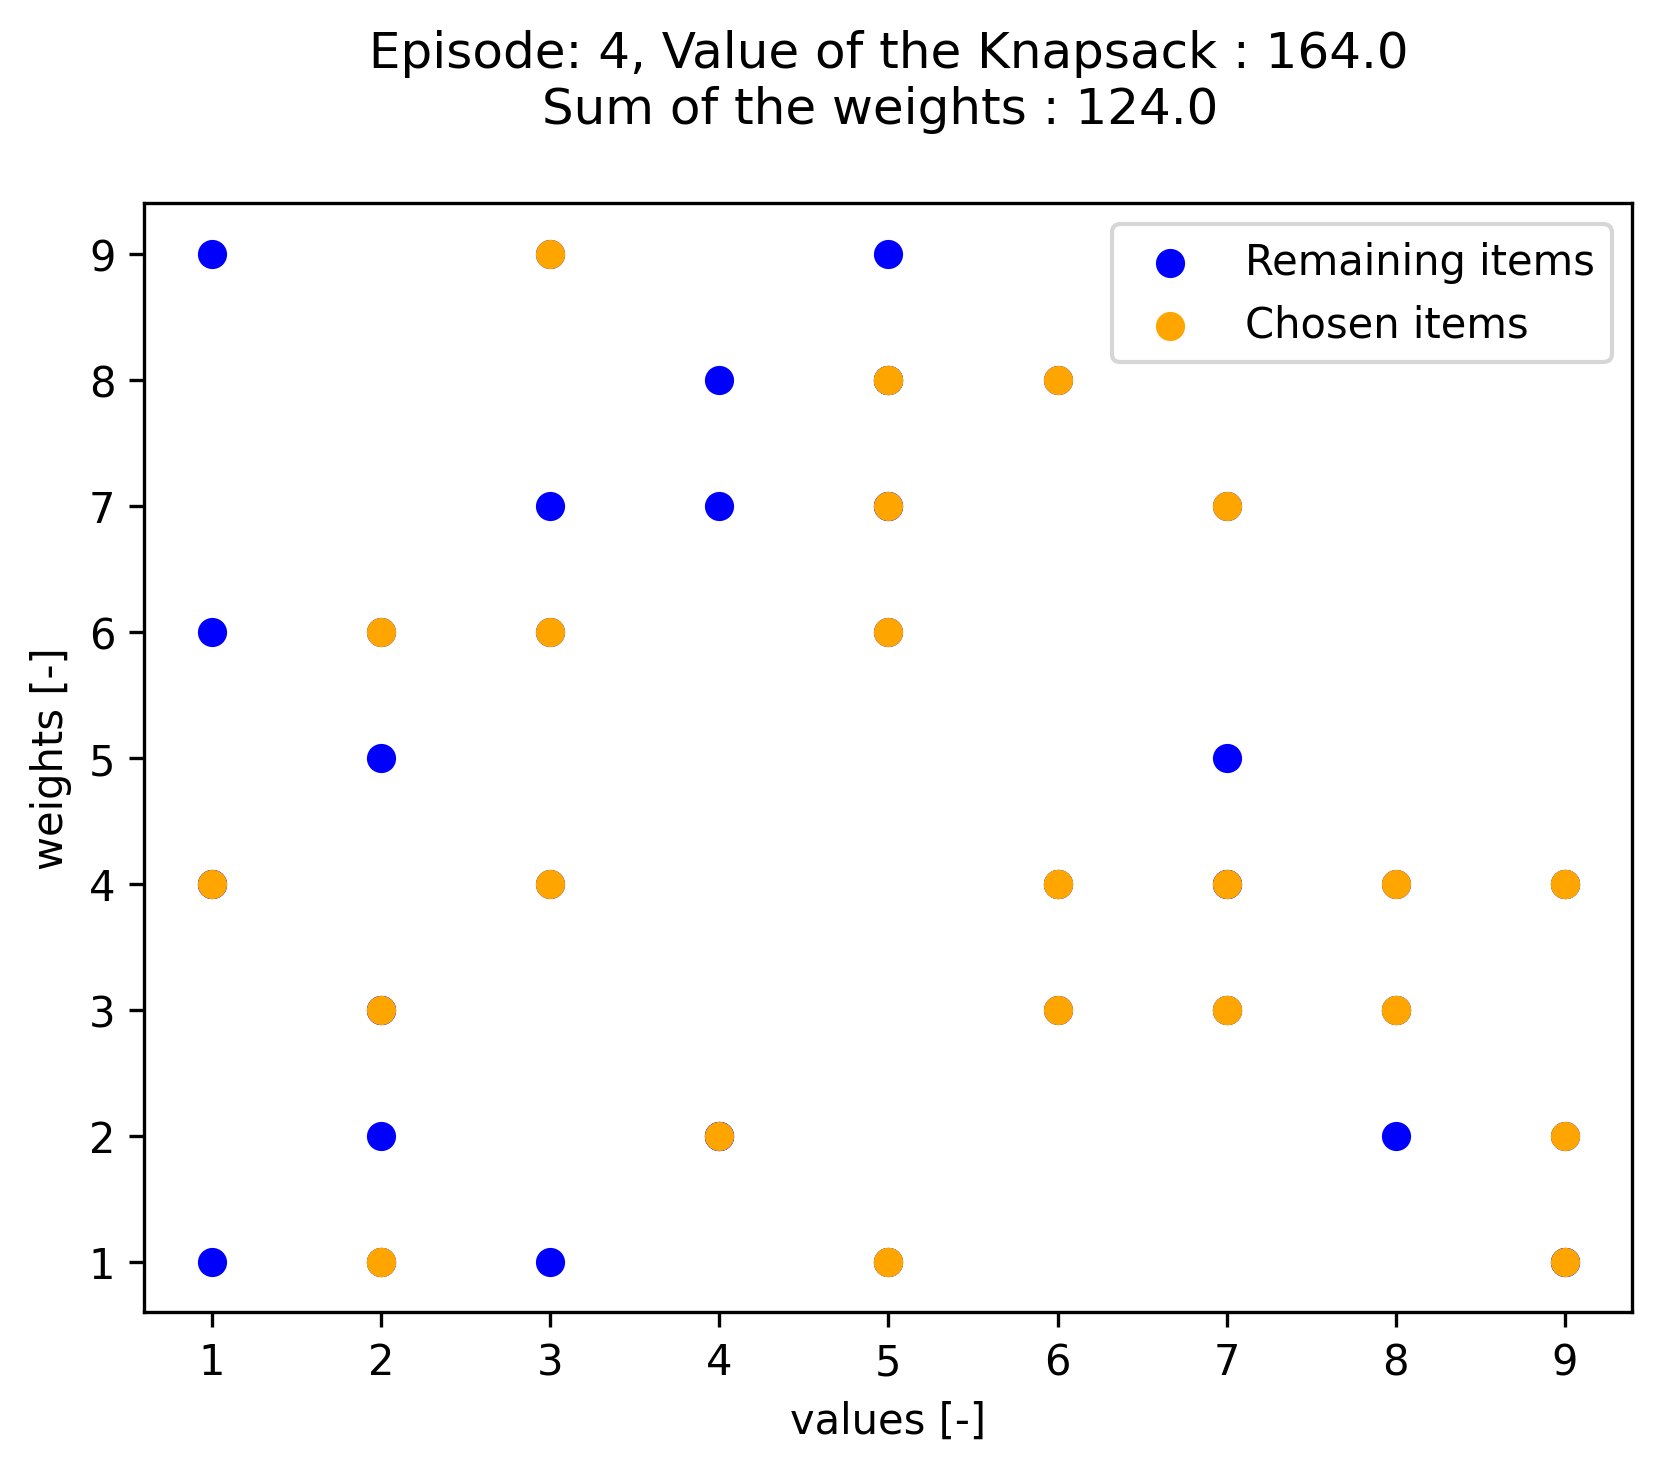 Episode: 4, Value of the Knapsack : 164.0
Sum of the weights : 124.0
Remaining items
Chosen items
9
8
7
6
5
4
3
2
1
weights [-]
1 2 3 4 5 6 7 8 9
values [-]